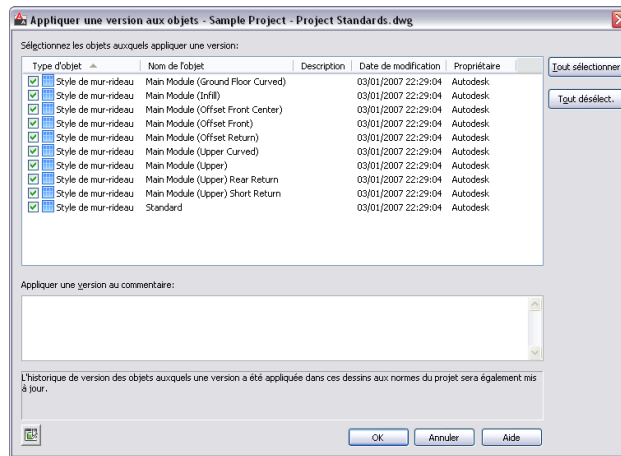 Appliquer une version aux objets - Sample Project - Project Standards.dwg
Sélectionnez les objets auxquels appliquer une version:
Type d'objet Nom de l'objet Description Date de modification Propriétaire
Style de mur-rideau Main Module (Ground Floor Curved) 03/01/2007 22:29:04 Autodesk
Style de mur-rideau Main Module (Infill) 03/01/2007 22:29:04 Autodesk
Style de mur-rideau Main Module (Offset Front Center) 03/01/2007 22:29:04 Autodesk
Style de mur-rideau Main Module (Offset Front) 03/01/2007 22:29:04 Autodesk
Style de mur-rideau Main Module (Offset Return) 03/01/2007 22:29:04 Autodesk
Style de mur-rideau Main Module (Upper Curved) 03/01/2007 22:29:04 Autodesk
Style de mur-rideau Main Module (Upper) 03/01/2007 22:29:04 Autodesk
Style de mur-rideau Main Module (Upper) Rear Return 03/01/2007 22:29:04 Autodesk
Style de mur-rideau Main Module (Upper) Short Return 03/01/2007 22:29:04 Autodesk
Style de mur-rideau Standard 03/01/2007 22:29:04 Autodesk
Tout sélectionner
Tout désélect.
Appliquer une version au commentaire:
L'historique de version des objets auxquels une version a été appliquée dans ces dessins aux normes du projet sera également mis
à jour.
OK Annuler Aide